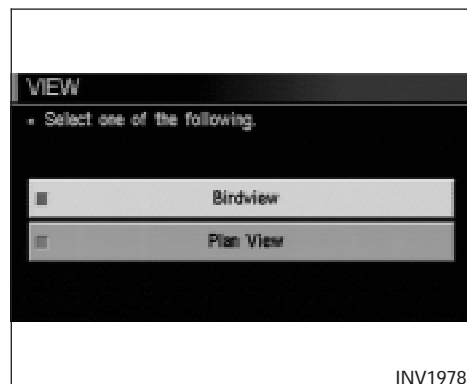 VIEW
▪ Select one of the following.
Birdview
Plan View
INV1978